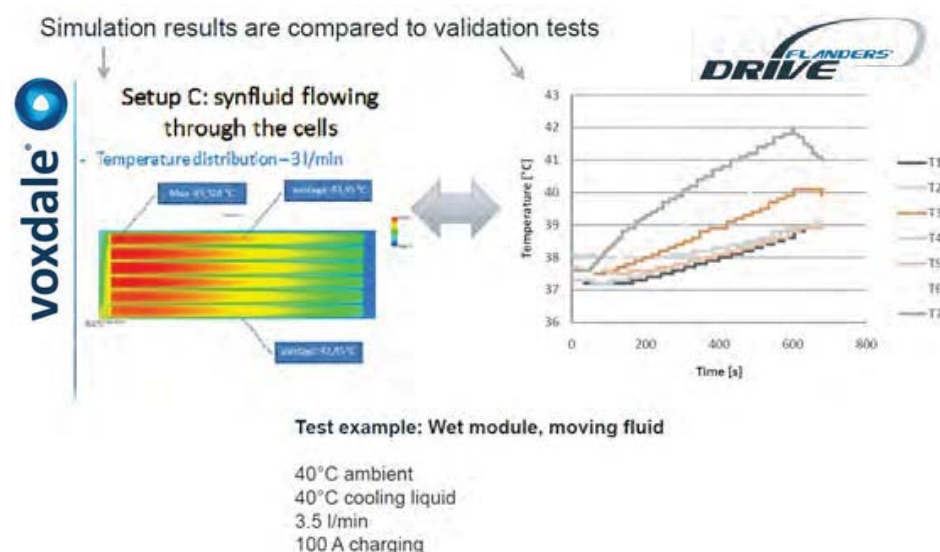 Simulation results are compared to validation tests
FLANDERS'
DRIVE
voxdale
Setup C: synfluid flowing
through the cells
- Temperature distribution – 3 l/min
Temperature [°C]
43
42
41
40
39
38
37
36
0
200
400
600
800
Time [s]
T1
T2
T3
T4
T5
T6
T7
Test example: Wet module, moving fluid
40°C ambient
40°C cooling liquid
3.5 l/min
100 A charging